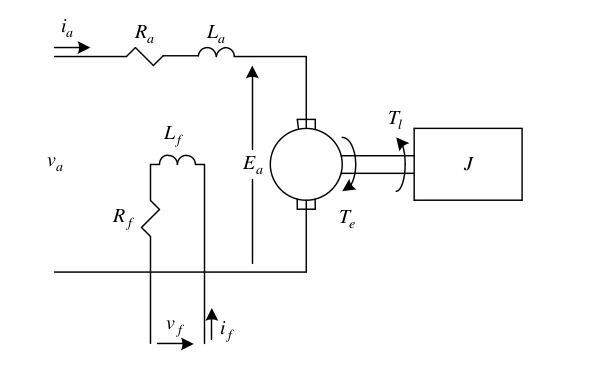 i_a
R_a
L_a
T_l
L_f
v_a
E_a
J
R_f
T_e
v_f
i_f